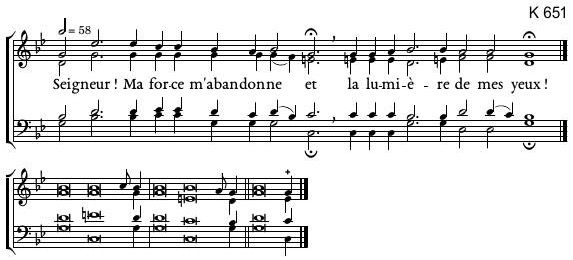 K 651
= 58
Seigneur ! Ma for-ce m'abandonne et la lu-mi-è - re de mes yeux !